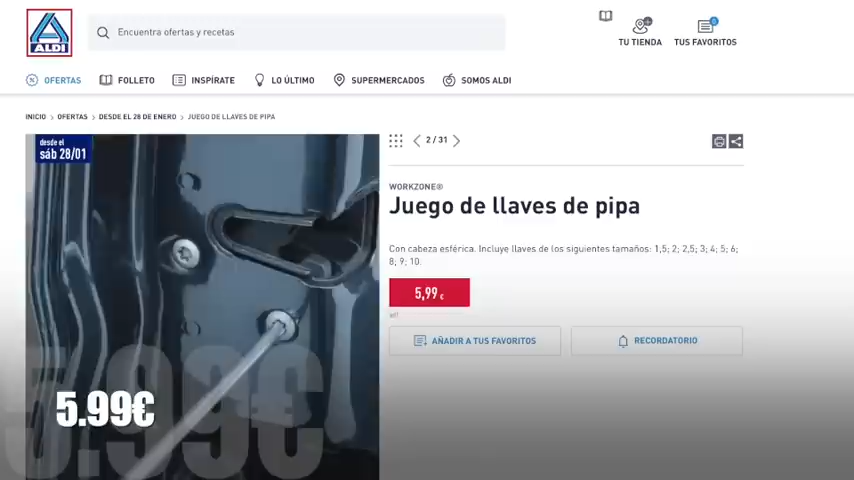 ALDI
Encuentra ofertas y recetas
TU TIENDA
TUS FAVORITOS
OFERTAS
FOLLETO
INSPÍRATE
LO ÚLTIMO
SUPERMERCADOS
SOMOS ALDI
INICIO > OFERTAS > DESDE EL 28 DE ENERO > JUEGO DE LLAVES DE PIPA
desde el
sáb 28/01
2 / 31
WORKZONE®
Juego de llaves de pipa
Con cabeza esférica. Incluye llaves de los siguientes tamaños: 1,5; 2; 2,5; 3; 4; 5; 6;
8; 9; 10.
5,99 €
AÑADIR A TUS FAVORITOS
RECORDATORIO
5.99€
5.99€